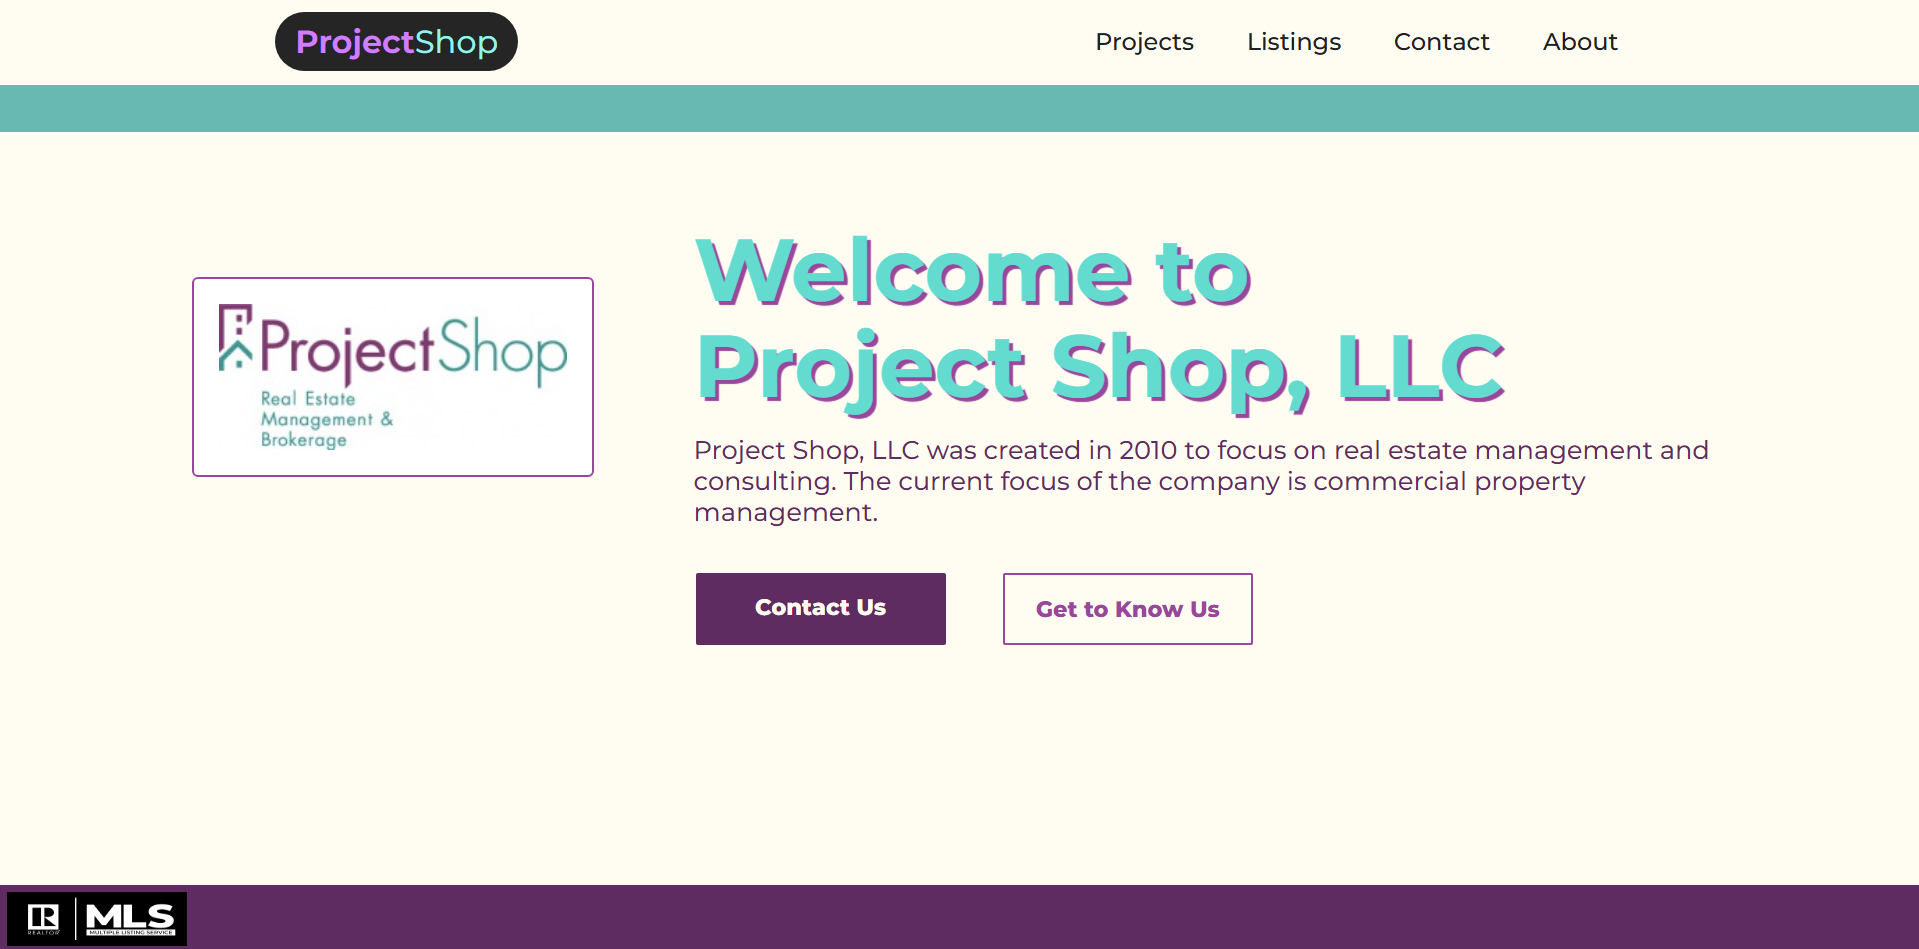 ProjectShop
Projects
Listings
Contact
About
ProjectShop
Real Estate
Management &
Brokerage
Welcome to
Project Shop, LLC
Project Shop, LLC was created in 2010 to focus on real estate management and
consulting. The current focus of the company is commercial property
management.
Contact Us
Get to Know Us
R
REALTOR
MLS
MULTIPLE LISTING SERVICE